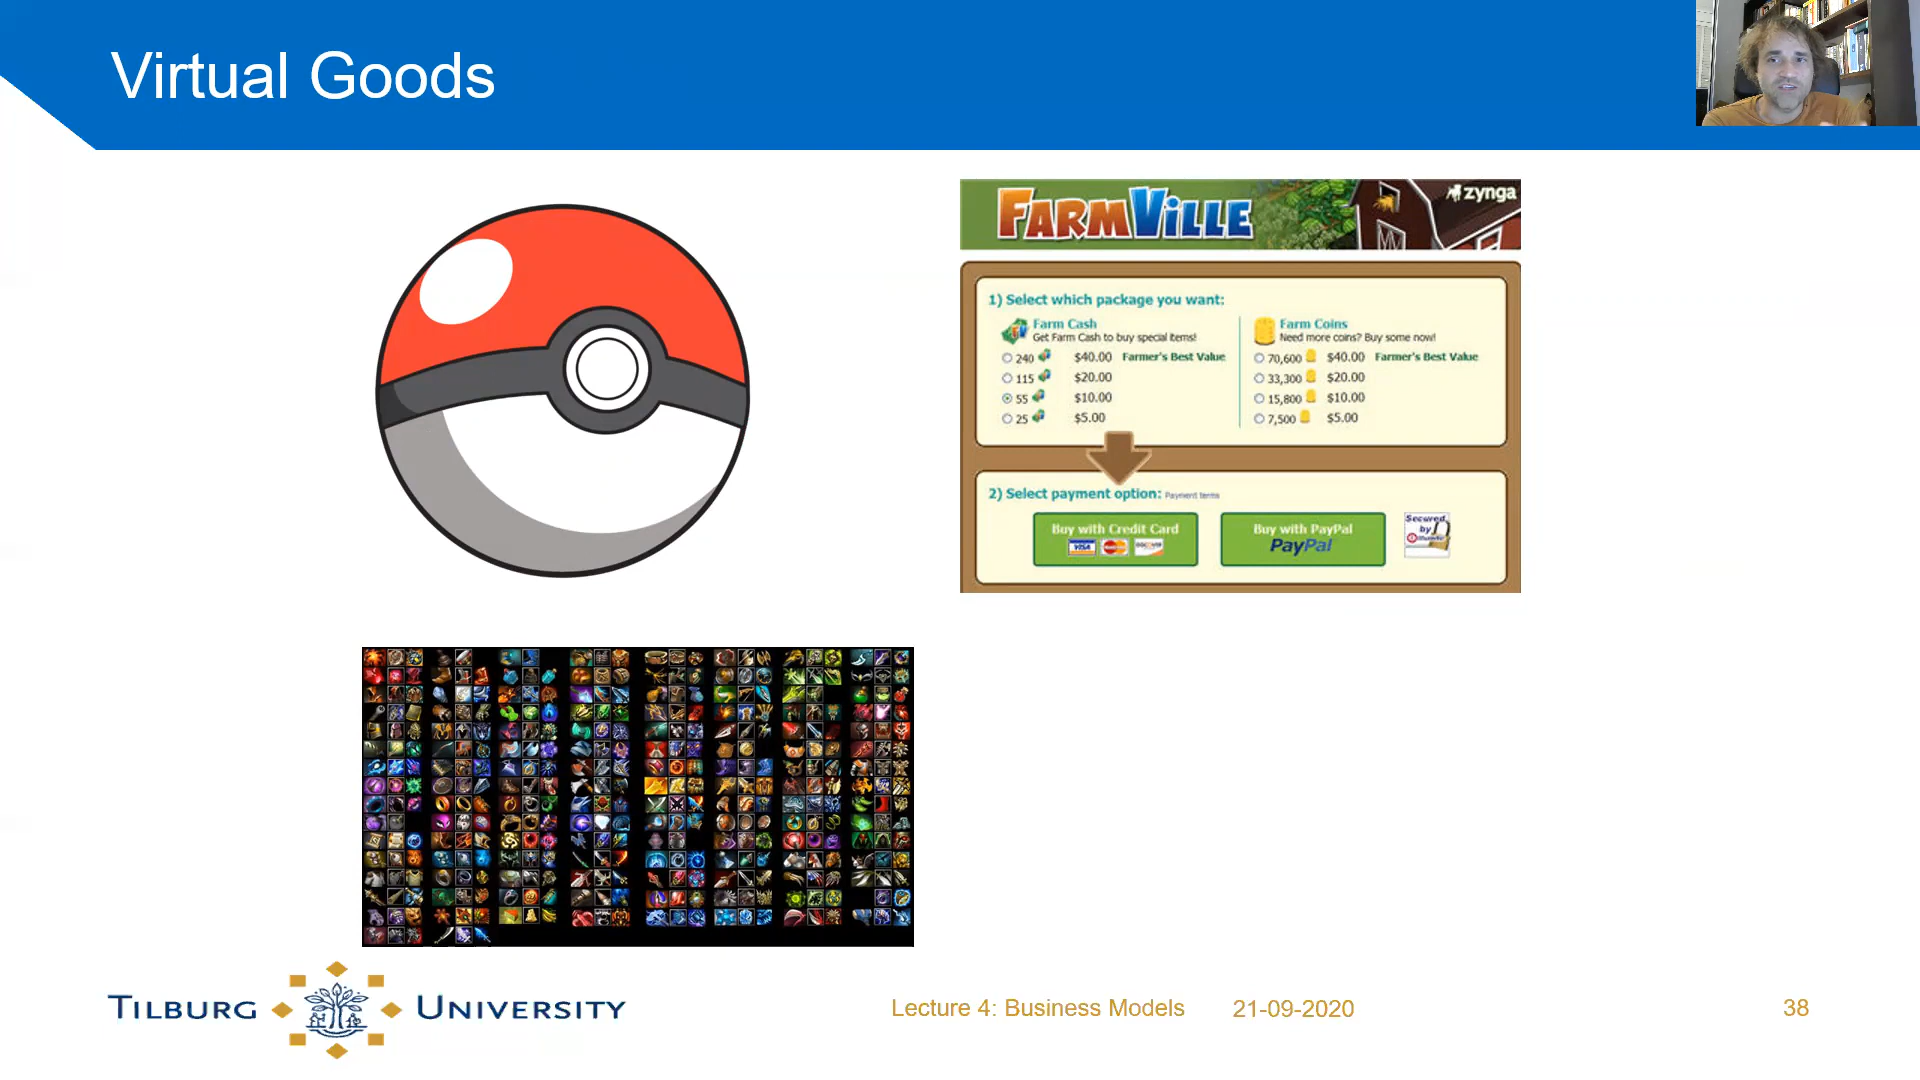 Virtual Goods
FARMVILLE
zynga
1) Select which package you want:
Farm Cash
Get Farm Cash to buy special items!
240 $40.00 Farmer's Best Value
115 $20.00
55 $10.00
25 $5.00
Farm Coins
Need more coins? Buy some now!
70,600 $40.00 Farmer's Best Value
33,300 $20.00
15,800 $10.00
7,500 $5.00
2) Select payment option: Payment terms
Buy with Credit Card
VISA
Buy with PayPal
PayPal
Secured
by
TILBURG UNIVERSITY
Lecture 4: Business Models 21-09-2020 38